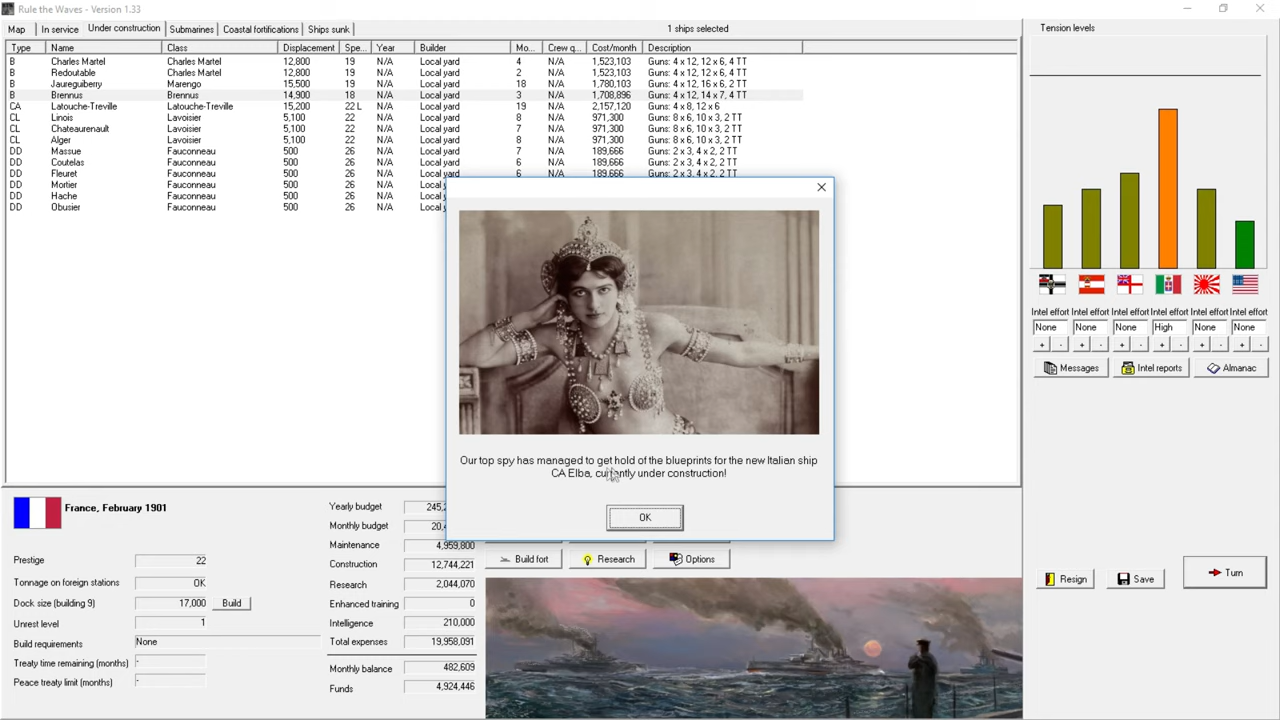 Rule the Waves - Version 1.33
Map In service Under construction Submarines Coastal fortifications Ships sunk 1 ships selected
Type Name Class Displacement Spe... Year Builder Mo... Crew q... Cost/month Description
B Charles Martel Charles Martel 12,800 19 N/A Local yard 4 N/A 1,523,103 Guns: 4 x 12, 12 x 6, 4 TT
B Redoutable Charles Martel 12,800 19 N/A Local yard 2 N/A 1,523,103 Guns: 4 x 12, 12 x 6, 4 TT
B Jaureguiberry Marengo 15,500 19 N/A Local yard 18 N/A 1,780,103 Guns: 4 x 12, 16 x 6, 2 TT
B Brennus Brennus 14,900 18 N/A Local yard 3 N/A 1,708,896 Guns: 4 x 12, 14 x 7, 4 TT
CA Latouche-Treville Latouche-Treville 15,200 22 L N/A Local yard 19 N/A 2,157,120 Guns: 4 x 8, 12 x 6
CL Linois Lavoisier 5,100 22 N/A Local yard 8 N/A 971,300 Guns: 8 x 6, 10 x 3, 2 TT
CL Chateaurenault Lavoisier 5,100 22 N/A Local yard 7 N/A 971,300 Guns: 8 x 6, 10 x 3, 2 TT
CL Alger Lavoisier 5,100 22 N/A Local yard 8 N/A 971,300 Guns: 8 x 6, 10 x 3, 2 TT
DD Massue Fauconneau 500 26 N/A Local yard 7 N/A 189,666 Guns: 2 x 3, 4 x 2, 2 TT
DD Coutelas Fauconneau 500 26 N/A Local yard 6 N/A 189,666 Guns: 2 x 3, 4 x 2, 2 TT
DD Fleuret Fauconneau 500 26 N/A Local yard 6 N/A 189,666 Guns: 2 x 3, 4 x 2, 2 TT
DD Mortier Fauconneau 500 26 N/A Local y
DD Hache Fauconneau 500 26 N/A Local y
DD Obusier Fauconneau 500 26 N/A Local y
Our top spy has managed to get hold of the blueprints for the new Italian ship
CA Elba, currently under construction!
OK
Tension levels
Intel effort Intel effort Intel effort Intel effort Intel effort Intel effort
None None None High None None
+ - + - + - + - + - + -
Messages Intel reports Almanac
France, February 1901
Prestige 22
Tonnage on foreign stations OK
Dock size (building 9) 17,000 Build
Unrest level 1
Build requirements None
Treaty time remaining (months) -
Peace treaty limit (months) -
Yearly budget 245,2
Monthly budget 20,4
Maintenance 4,959,800
Construction 12,744,221
Research 2,044,070
Enhanced training 0
Intelligence 210,000
Total expenses 19,958,091
Monthly balance 482,609
Funds 4,924,446
Build fort Research Options
Resign Save Turn